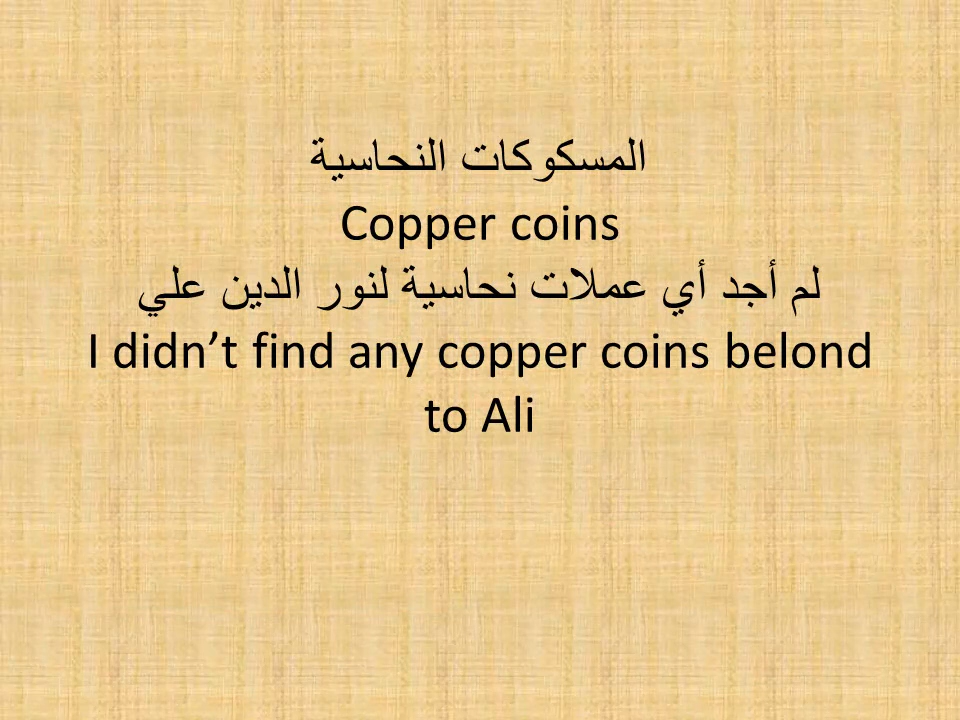 المسكوكات النحاسية
Copper coins
لم أجد أي عملات نحاسية لنور الدين علي
I didn’t find any copper coins belond
to Ali